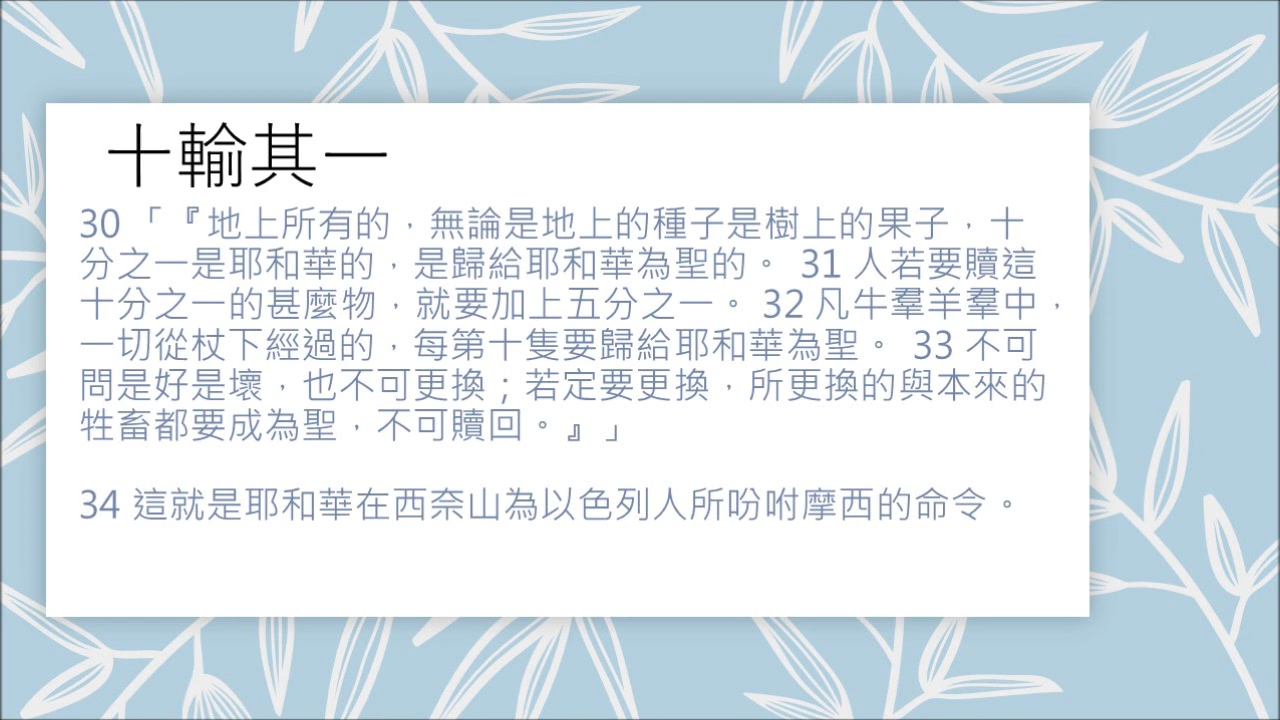 十輸其一
30 「『地上所有的，無論是地上的種子是樹上的果子，十
分之一是耶和華的，是歸給耶和華為聖的。 31 人若要贖這
十分之一的甚麼物，就要加上五分之一。 32 凡牛羣羊羣中，
一切從杖下經過的，每第十隻要歸給耶和華為聖。 33 不可
問是好是壞，也不可更換；若定要更換，所更換的與本來的
牲畜都要成為聖，不可贖回。』」
34 這就是耶和華在西奈山為以色列人所吩咐摩西的命令。